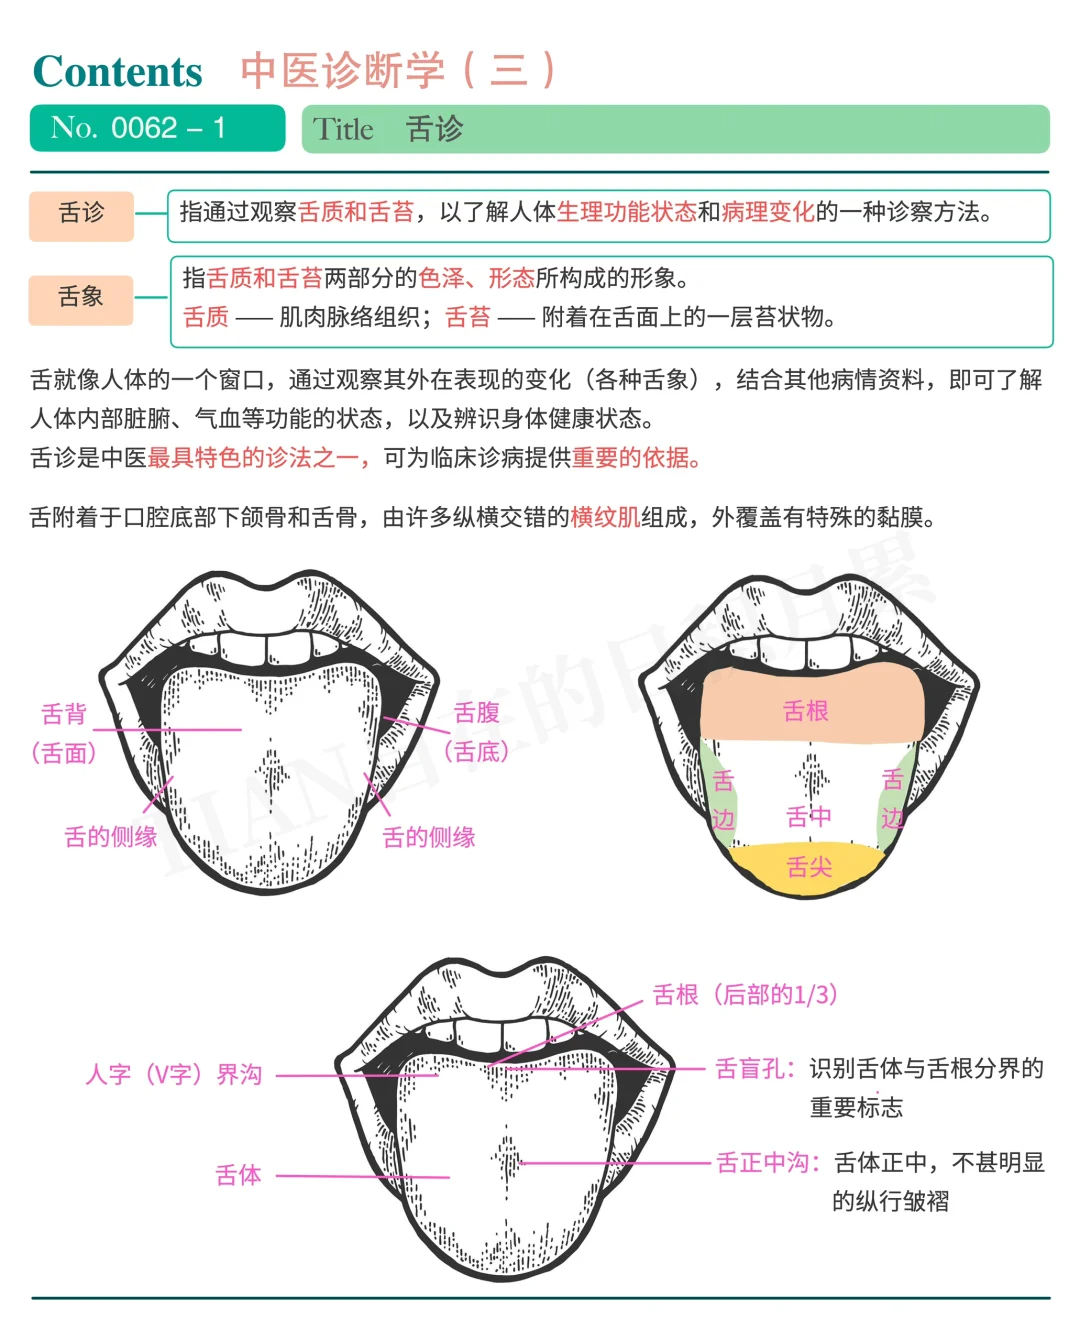 Contents 中医诊断学（三）
No. 0062 – 1
Title 舌诊
舌诊
指通过观察舌质和舌苔，以了解人体生理功能状态和病理变化的一种诊察方法。
舌象
指舌质和舌苔两部分的色泽、形态所构成的形象。
舌质 —— 肌肉脉络组织；舌苔 —— 附着在舌面上的一层苔状物。
舌就像人体的一个窗口，通过观察其外在表现的变化（各种舌象），结合其他病情资料，即可了解
人体内部脏腑、气血等功能的状态，以及辨识身体健康状态。
舌诊是中医最具特色的诊法之一，可为临床诊病提供重要的依据。
舌附着于口腔底部下颌骨和舌骨，由许多纵横交错的横纹肌组成，外覆盖有特殊的黏膜。
舌背
（舌面）
舌腹
（舌底）
舌的侧缘
舌的侧缘
舌根
舌边
舌中
舌边
舌尖
舌根（后部的1/3）
人字（V字）界沟
舌盲孔：识别舌体与舌根分界的
重要标志
舌体
舌正中沟：舌体正中，不甚明显
的纵行皱褶